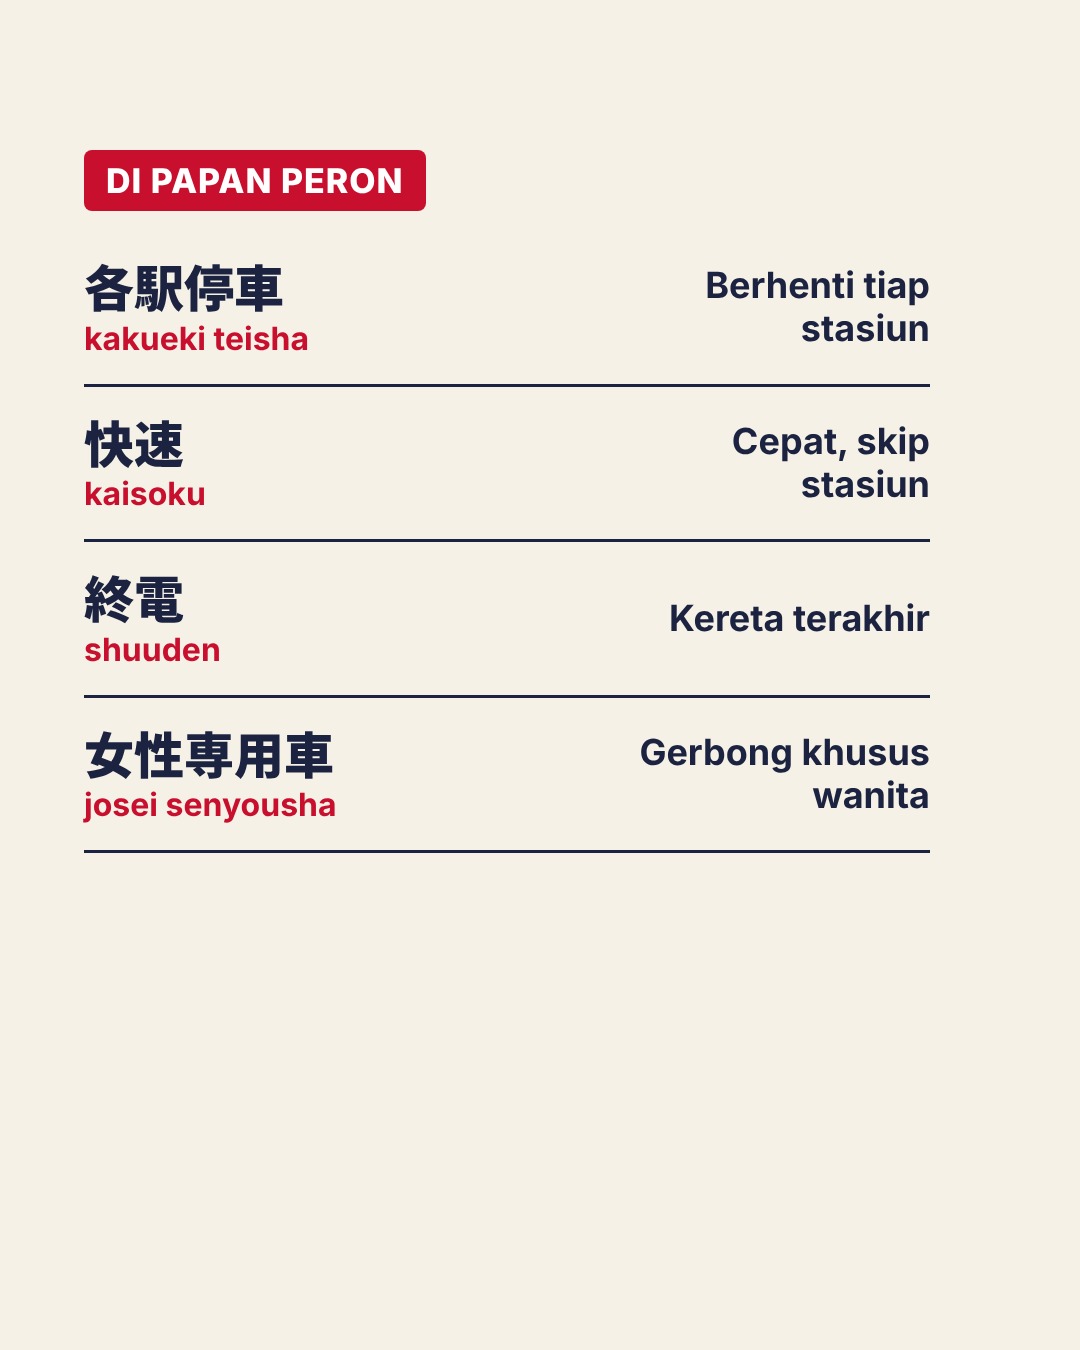 DI PAPAN PERON
各駅停車
kakueki teisha
Berhenti tiap
stasiun
快速
kaisoku
Cepat, skip
stasiun
終電
shuuden
Kereta terakhir
女性専用車
josei senyousha
Gerbong khusus
wanita